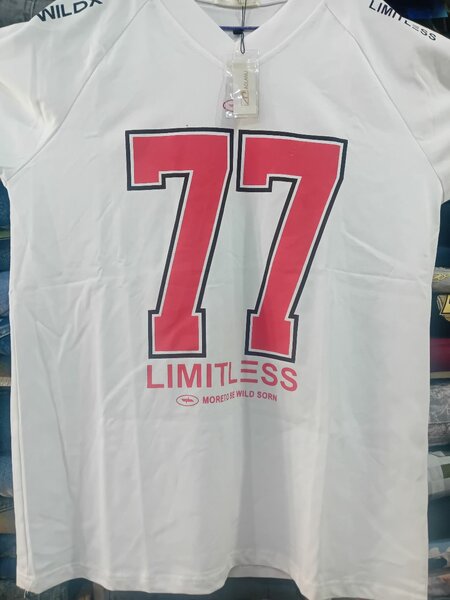 WILDX
LIMITLESS
77
LIMITLESS
MORETO BE WILD SORN